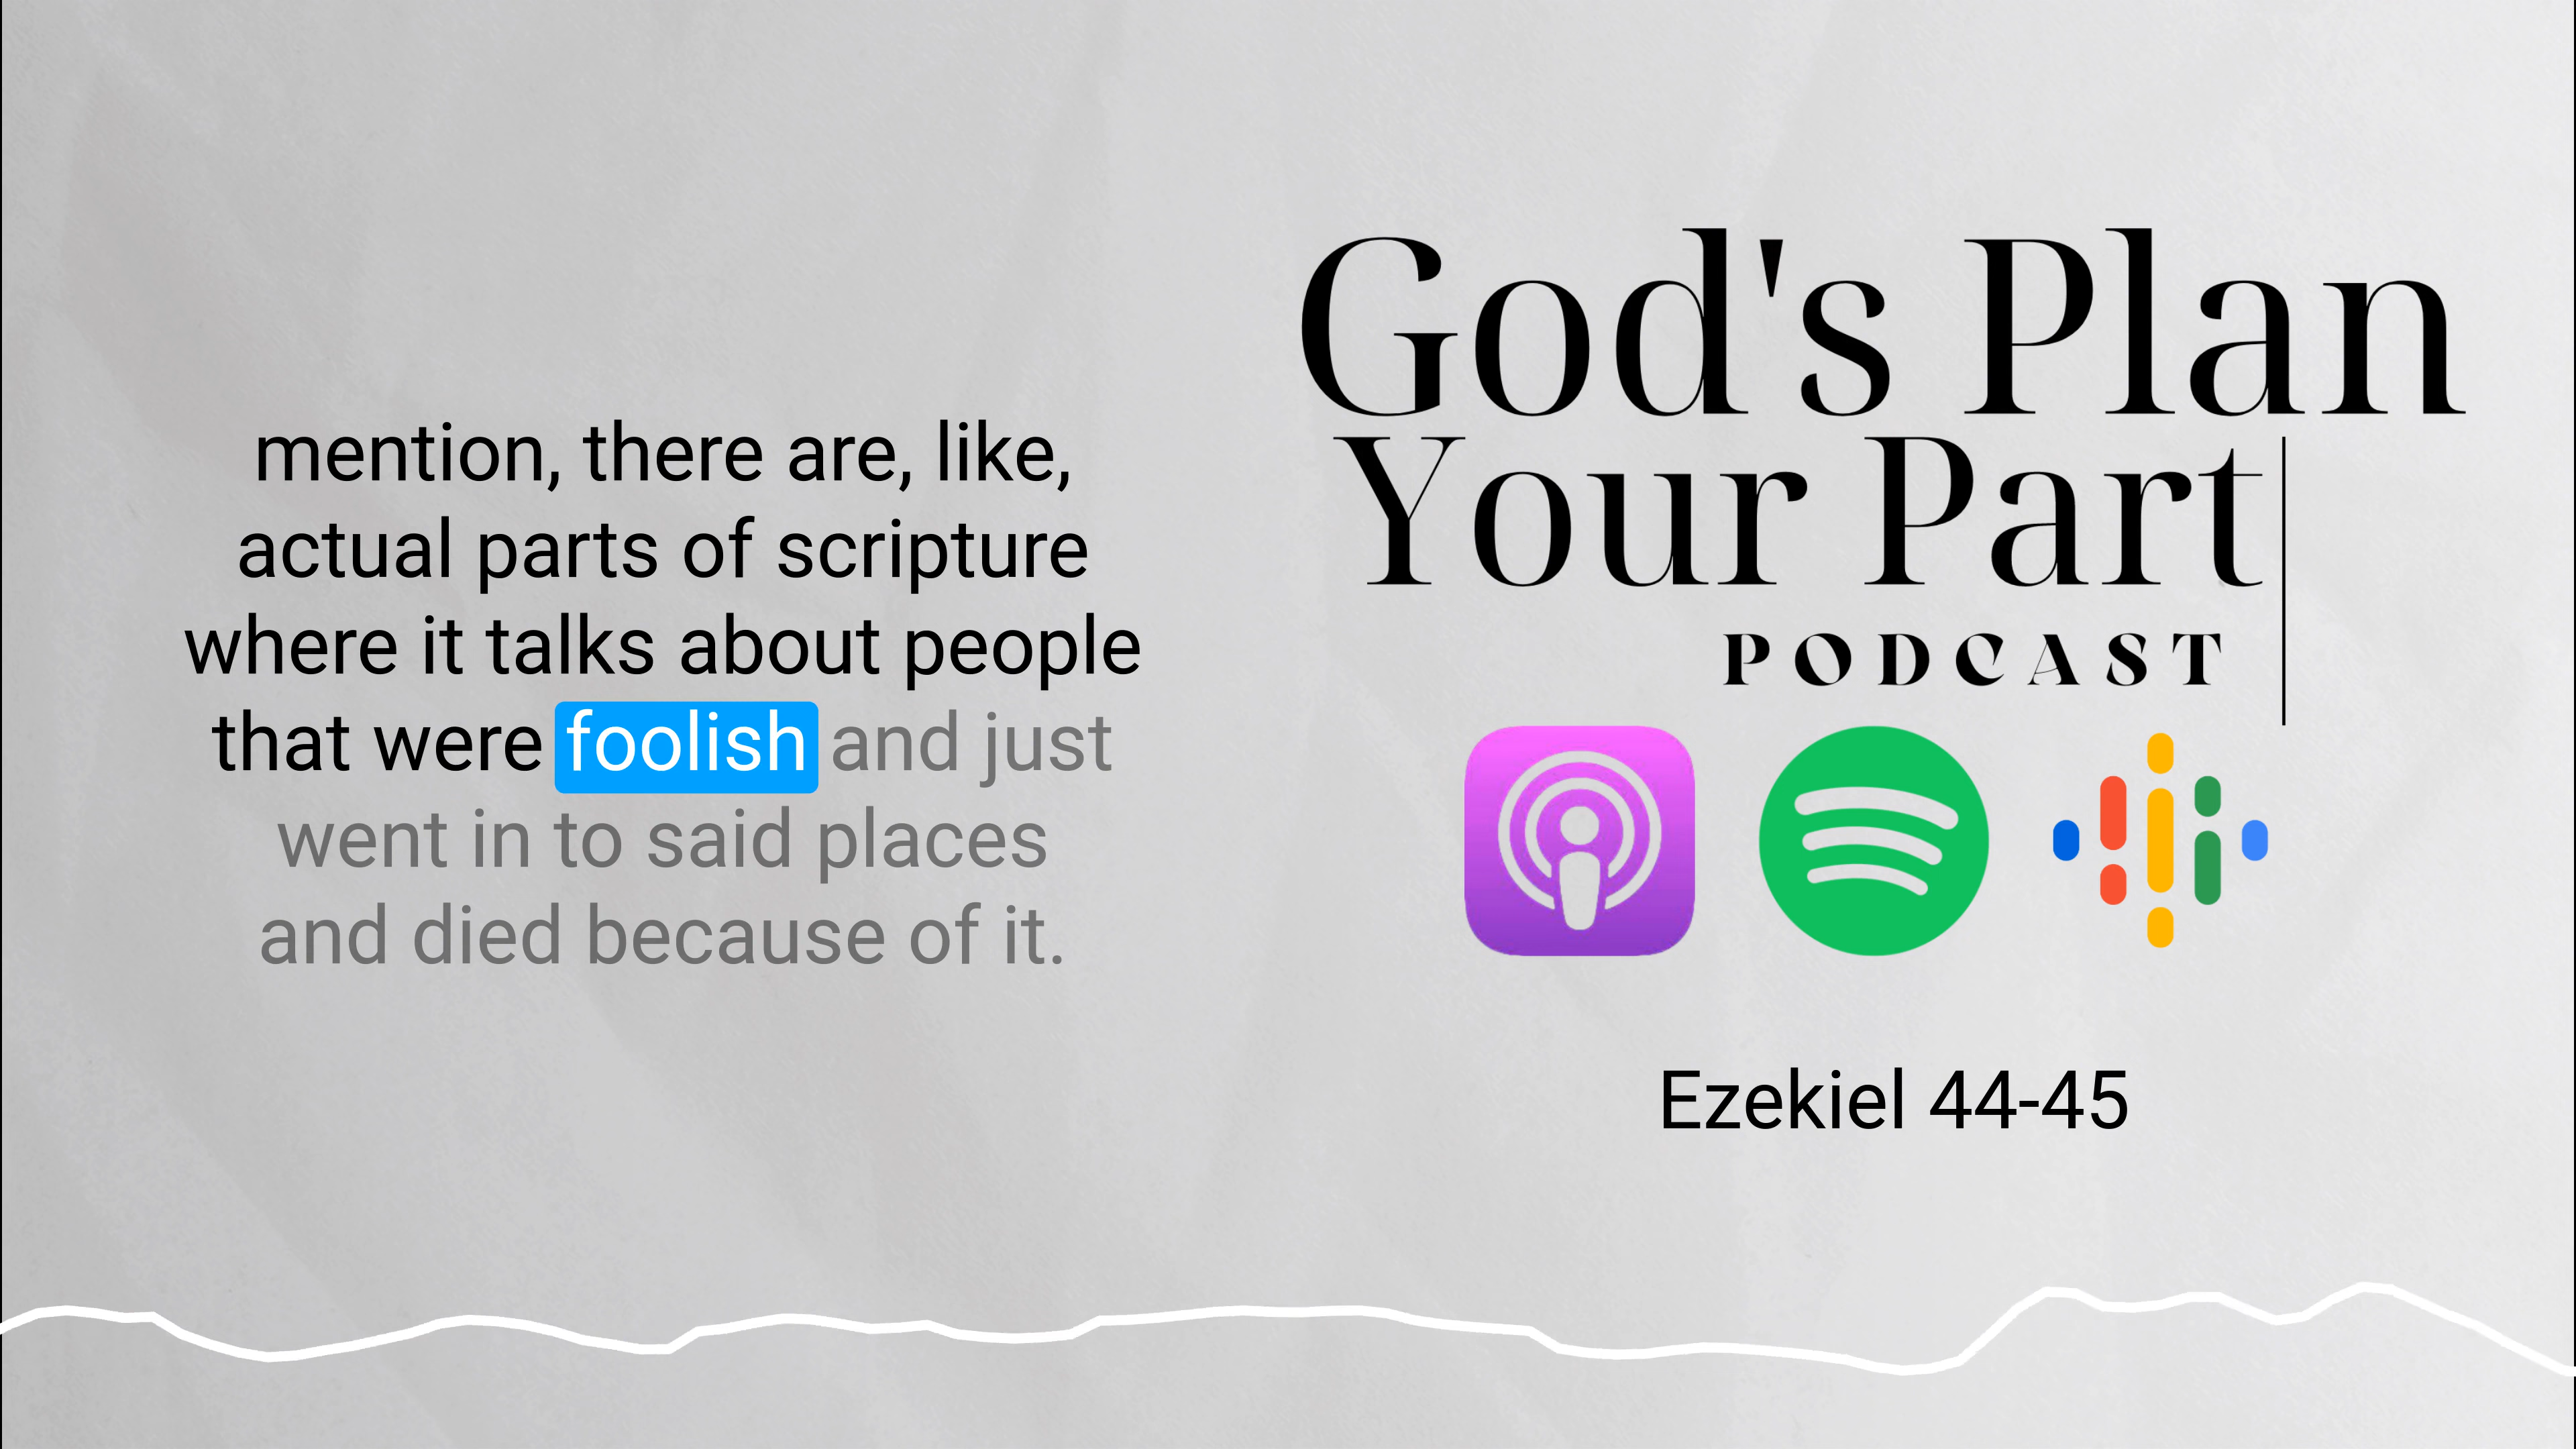 mention, there are, like,
actual parts of scripture
where it talks about people
that were foolish and just
went in to said places
and died because of it.
God's Plan
Your Part
PODCAST
Ezekiel 44-45